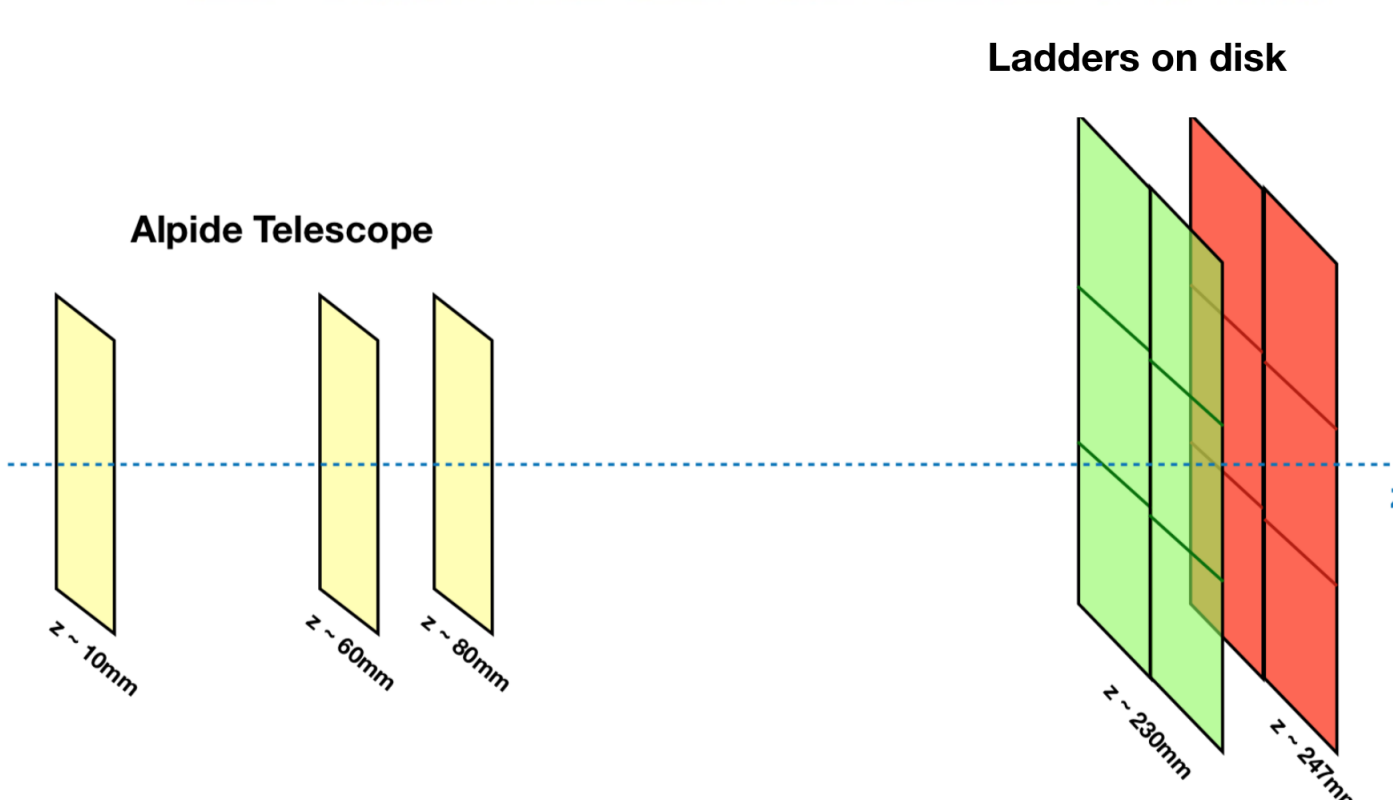 Ladders on disk
Alpide Telescope
z ~ 10mm
z ~ 60mm
z ~ 80mm
z ~ 230mm
z ~ 247mm